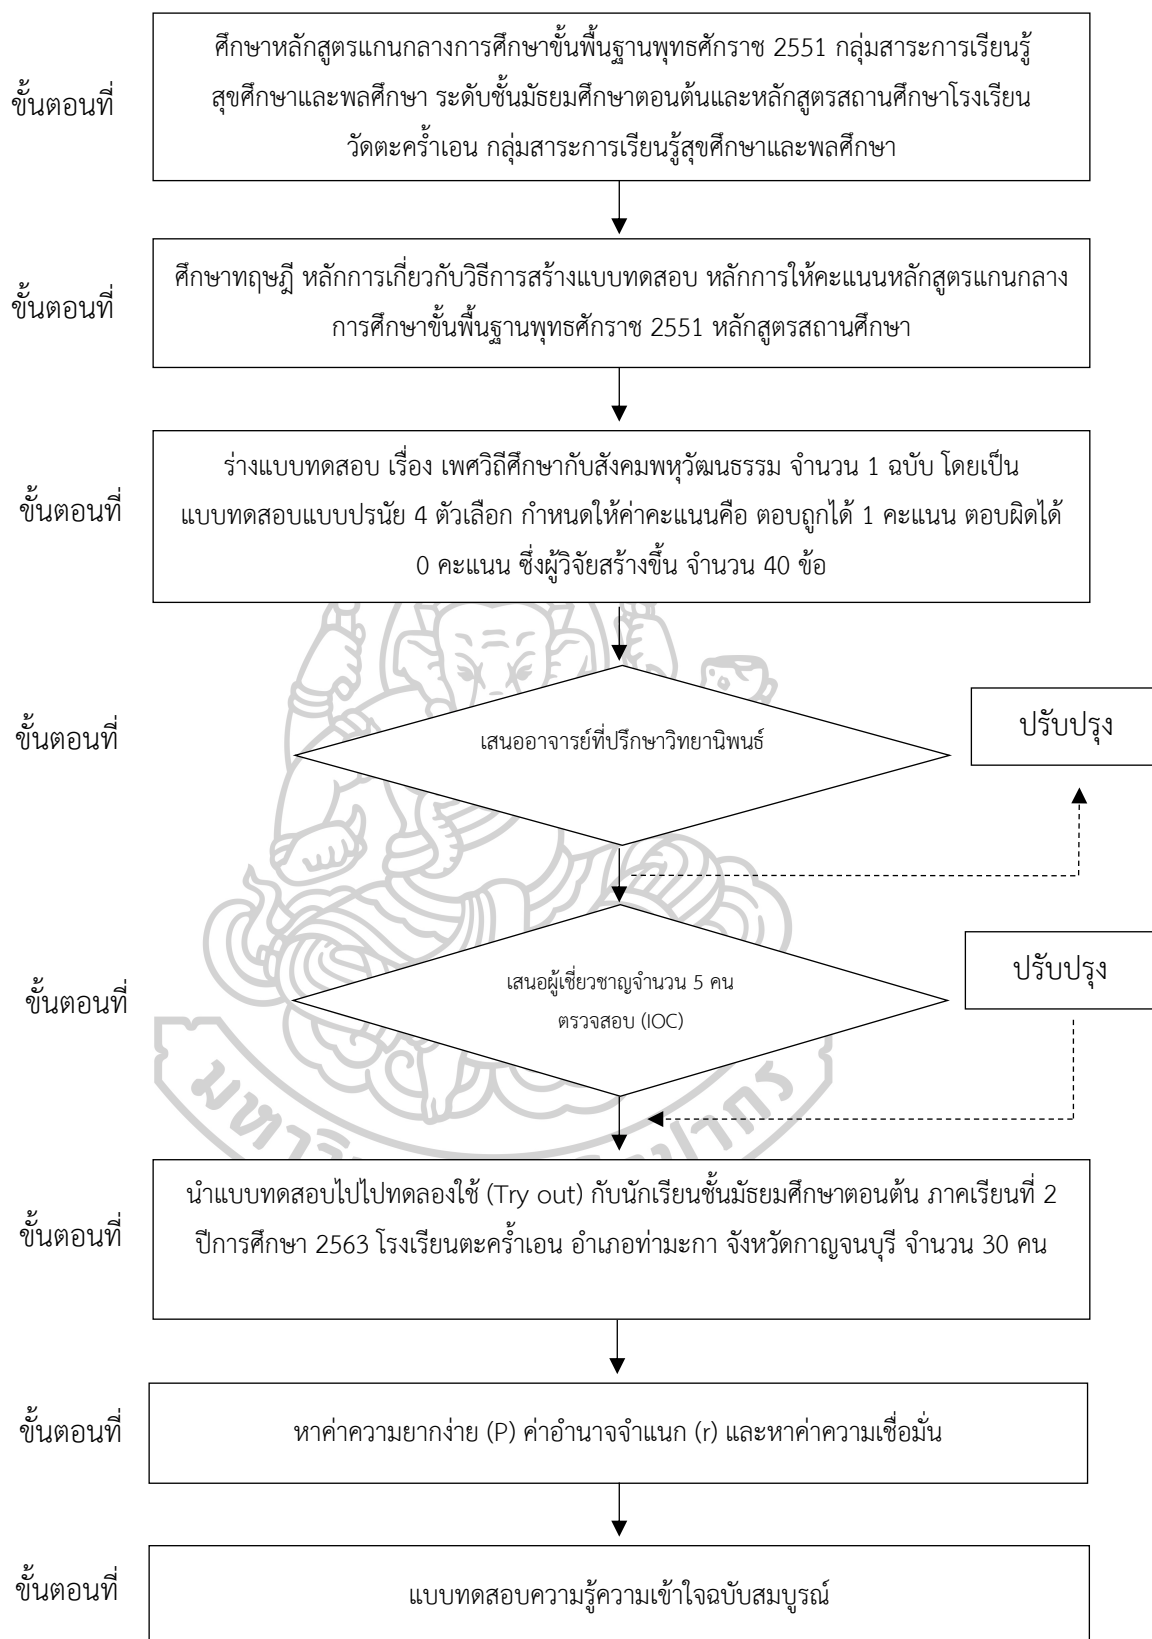 ศึกษาหลักสูตรแกนกลางการศึกษาขั้นพื้นฐานพุทธศักราช 2551 กลุ่มสาระการเรียนรู้
ขั้นตอนที่
สุขศึกษาและพลศึกษา ระดับชั้นมัธยมศึกษาตอนต้นและหลักสูตรสถานศึกษาโรงเรียน
วัดตะคร้ำเอน กลุ่มสาระการเรียนรู้สุขศึกษาและพลศึกษา
ขั้นตอนที่
ศึกษาทฤษฎี หลักการเกี่ยวกับวิธีการสร้างแบบทดสอบ หลักการให้คะแนนหลักสูตรแกนกลาง
การศึกษาขั้นพื้นฐานพุทธศักราช 2551 หลักสูตรสถานศึกษา
ร่างแบบทดสอบ เรื่อง เพศวิถีศึกษากับสังคมพหุวัฒนธรรม จำนวน 1 ฉบับ โดยเป็น
ขั้นตอนที่
แบบทดสอบแบบปรนัย 4 ตัวเลือก กำหนดให้ค่าคะแนนคือ ตอบถูกได้ 1 คะแนน ตอบผิดได้
0 คะแนน ซึ่งผู้วิจัยสร้างขึ้น จำนวน 40 ข้อ
ขั้นตอนที่
เสนออาจารย์ที่ปรึกษาวิทยานิพนธ์
ปรับปรุง
ขั้นตอนที่
เสนอผู้เชี่ยวชาญจำนวน 5 คน
ตรวจสอบ (IOC)
ปรับปรุง
ขั้นตอนที่
นำแบบทดสอบไปไปทดลองใช้ (Try out) กับนักเรียนชั้นมัธยมศึกษาตอนต้น ภาคเรียนที่ 2
ปีการศึกษา 2563 โรงเรียนตะคร้ำเอน อำเภอท่ามะกา จังหวัดกาญจนบุรี จำนวน 30 คน
ขั้นตอนที่
หาค่าความยากง่าย (P) ค่าอำนาจจำแนก (r) และหาค่าความเชื่อมั่น
ขั้นตอนที่
แบบทดสอบความรู้ความเข้าใจฉบับสมบูรณ์